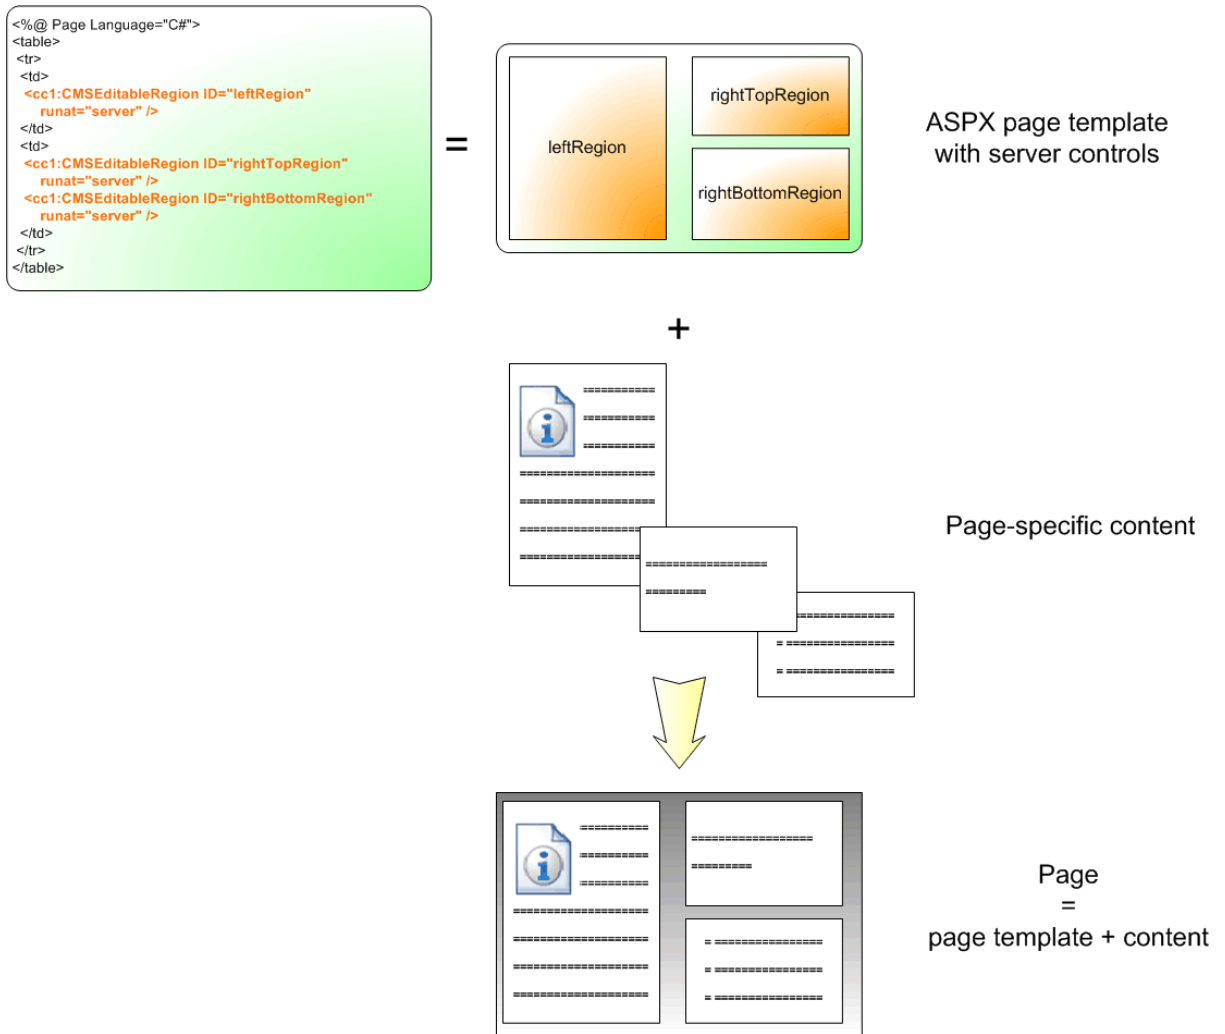 <%@ Page Language="C#">
<table>
<tr>
<td>
<cc1:CMSEditableRegion ID="leftRegion"
runat="server" />
</td>
<td>
<cc1:CMSEditableRegion ID="rightTopRegion"
runat="server" />
<cc1:CMSEditableRegion ID="rightBottomRegion"
runat="server" />
</td>
</tr>
</table>
=
leftRegion
rightTopRegion
rightBottomRegion
ASPX page template
with server controls
+
Page-specific content
Page
=
page template + content